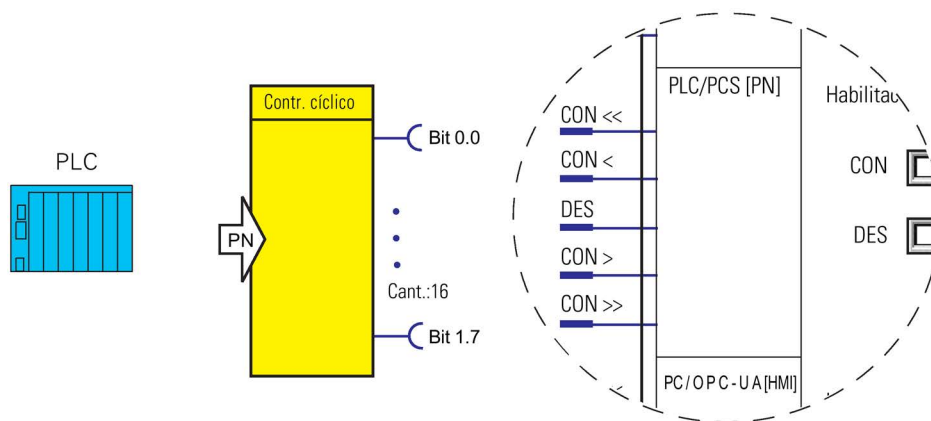 PLC
Contr. cíclico
PN
Bit 0.0
Cant.:16
Bit 1.7
CON <<
CON <
DES
CON >
CON >>
PLC/PCS [PN]
PC/OPC-UA[HMI]
CON
DES